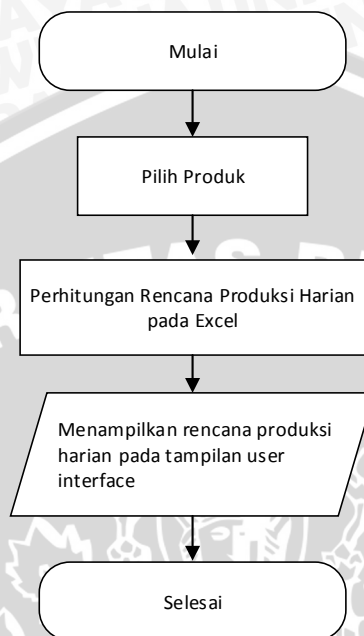 Mulai
Pilih Produk
Perhitungan Rencana Produksi Harian
pada Excel
Menampilkan rencana produksi
harian pada tampilan user
interface
Selesai